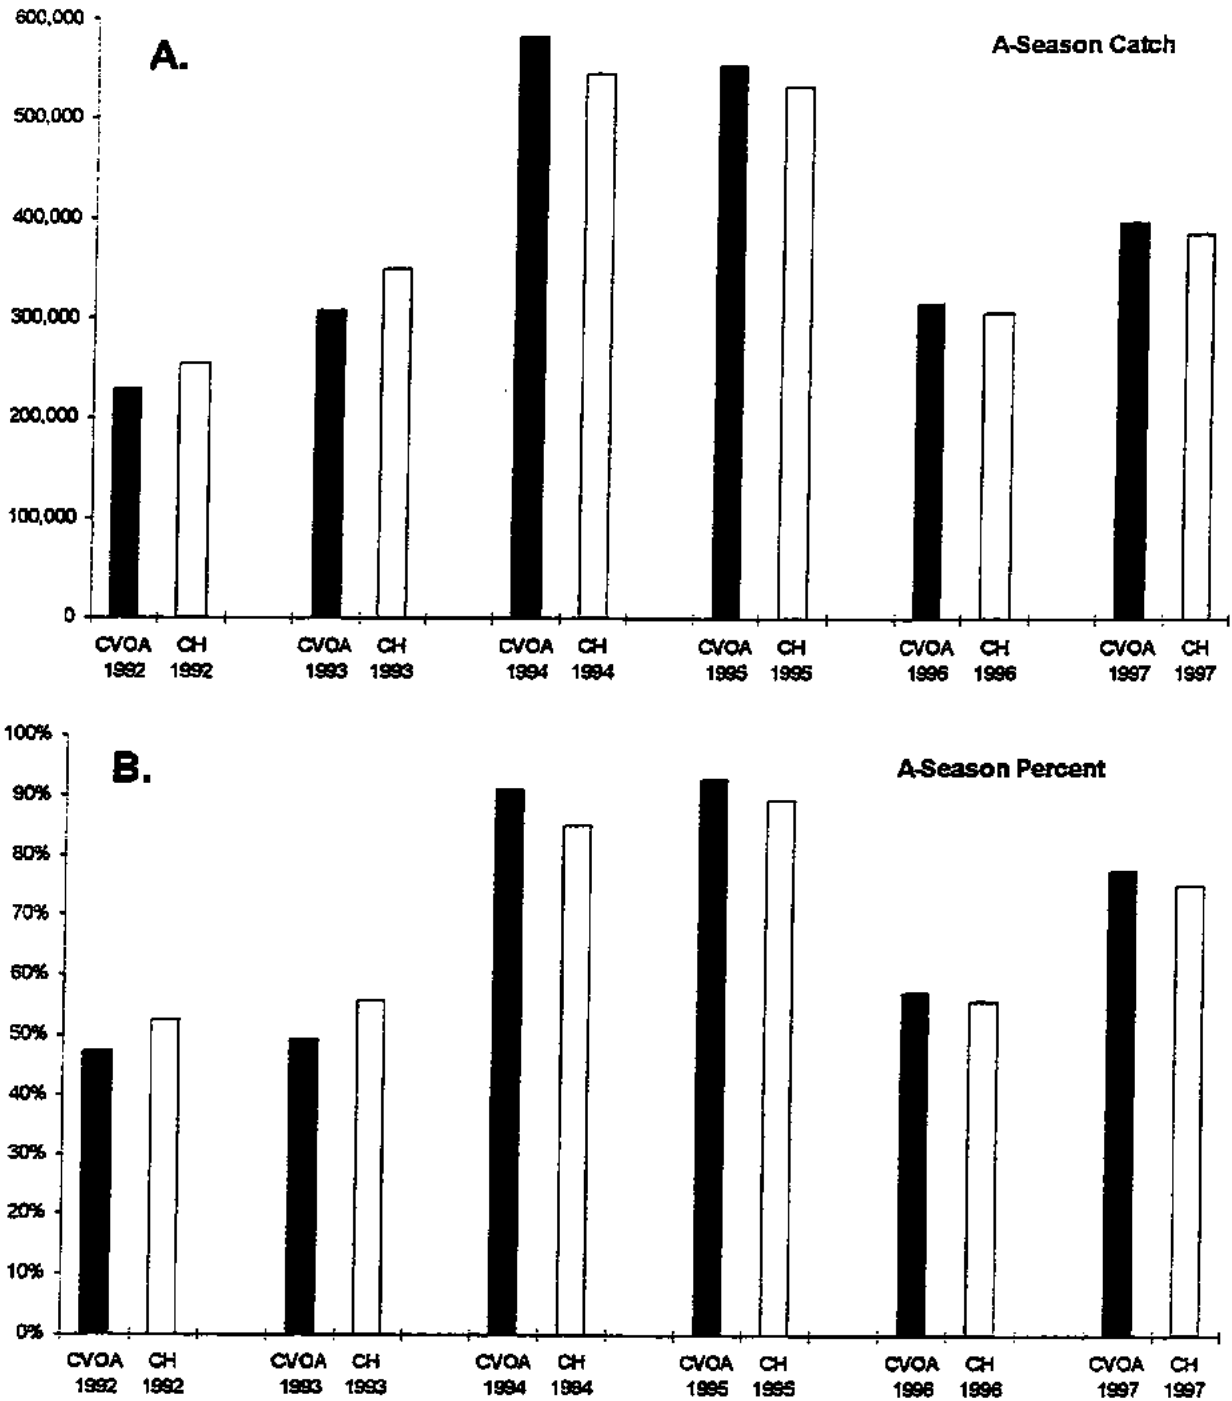 A.
A-Season Catch
600,000
500,000
400,000
300,000
200,000
100,000
0
CVOA CH CVOA CH CVOA CH CVOA CH CVOA CH CVOA CH
1992 1992 1993 1993 1994 1994 1995 1995 1996 1996 1997 1997
B.
A-Season Percent
100%
90%
80%
70%
60%
50%
40%
30%
20%
10%
0%
CVOA CH CVOA CH CVOA CH CVOA CH CVOA CH CVOA CH
1992 1992 1993 1993 1994 1994 1995 1995 1996 1996 1997 1997